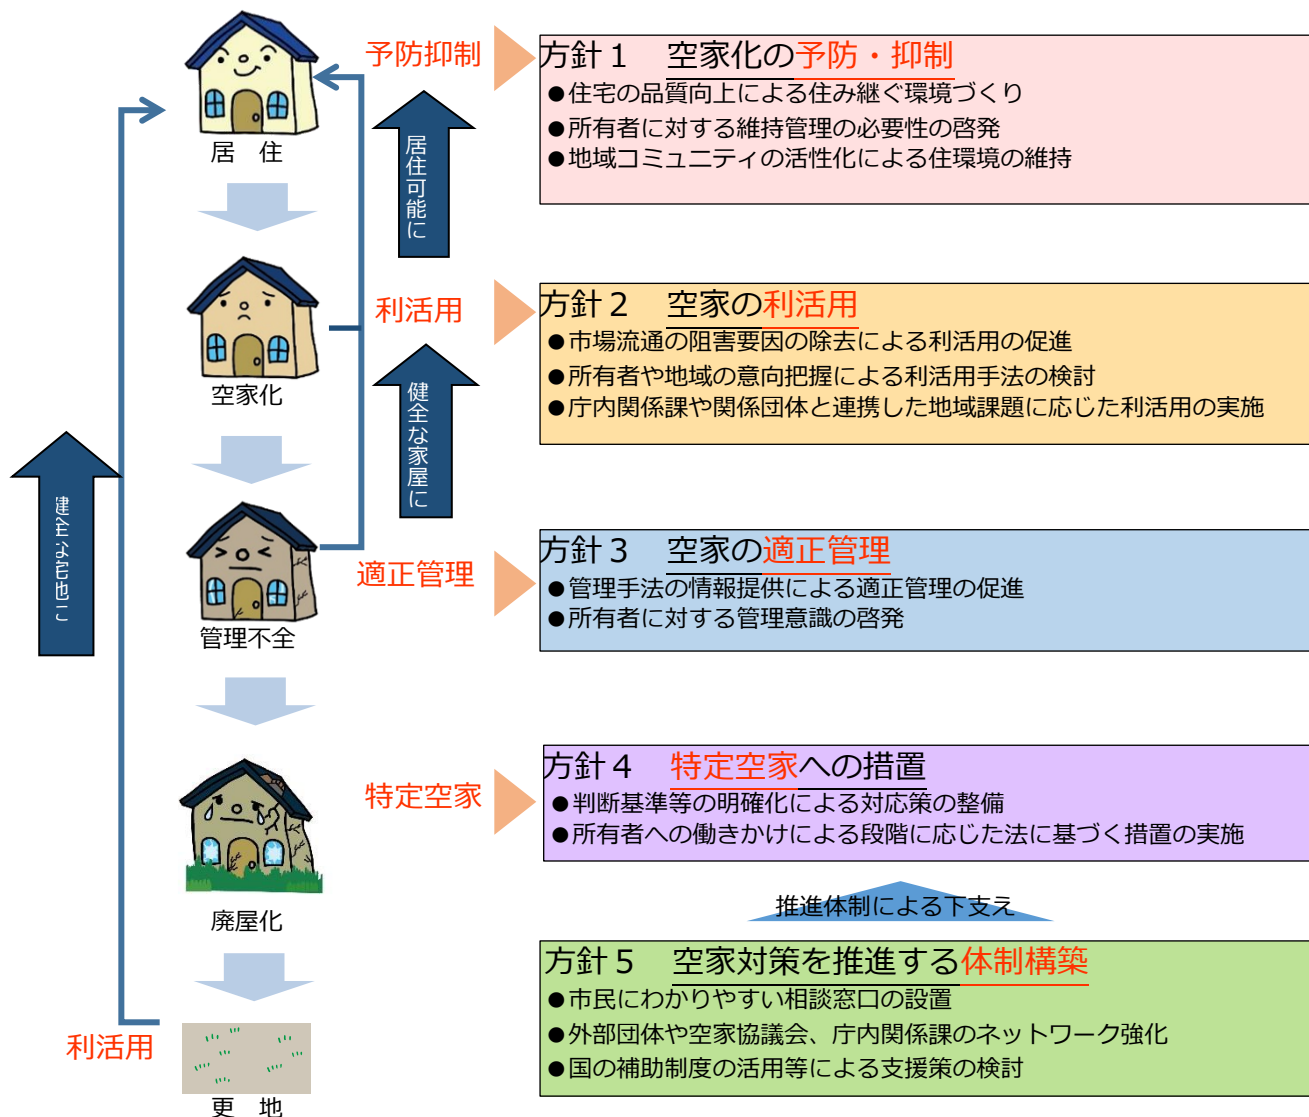 予防抑制
居　住
居住可能に
方針１　空家化の予防・抑制
●住宅の品質向上による住み継ぐ環境づくり
●所有者に対する維持管理の必要性の啓発
●地域コミュニティの活性化による住環境の維持
利活用
空家化
健全な家屋に
方針２　空家の利活用
●市場流通の阻害要因の除去による利活用の促進
●所有者や地域の意向把握による利活用手法の検討
●庁内関係課や関係団体と連携した地域課題に応じた利活用の実施
健全な宅地に
管理不全
適正管理
方針３　空家の適正管理
●管理手法の情報提供による適正管理の促進
●所有者に対する管理意識の啓発
特定空家
廃屋化
方針４　特定空家への措置
●判断基準等の明確化による対応策の整備
●所有者への働きかけによる段階に応じた法に基づく措置の実施
推進体制による下支え
方針５　空家対策を推進する体制構築
●市民にわかりやすい相談窓口の設置
●外部団体や空家協議会、庁内関係課のネットワーク強化
●国の補助制度の活用等による支援策の検討
利活用
更　地